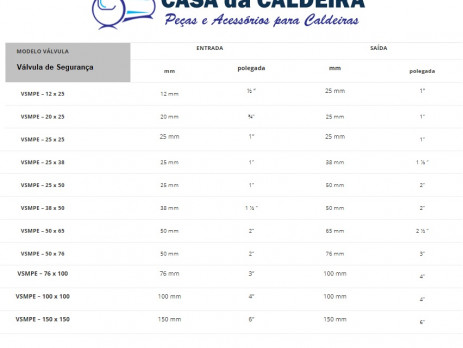 CASA da CALDEIRA
Peças e Acessórios para Caldeiras
MODELO VÁLVULA ENTRADA SAÍDA
Válvula de Segurança mm polegada mm polegada
VSMPE – 12 x 25 12 mm ½ " 25 mm 1"
VSMPE – 20 x 25 20 mm ¾" 25 mm 1"
VSMPE – 25 x 25 25 mm 1" 25 mm 1"
VSMPE – 25 x 38 25 mm 1" 38 mm 1 ½ "
VSMPE – 25 x 50 25 mm 1" 50 mm 2"
VSMPE – 38 x 50 38 mm 1 ½ " 50 mm 2"
VSMPE – 50 x 65 50 mm 2" 65 mm 2 ½ "
VSMPE – 50 x 76 50 mm 2" 76 mm 3"
VSMPE – 76 x 100 76 mm 3" 100 mm 4"
VSMPE – 100 x 100 100 mm 4" 100 mm 4"
VSMPE – 150 x 150 150 mm 6" 150 mm 6"